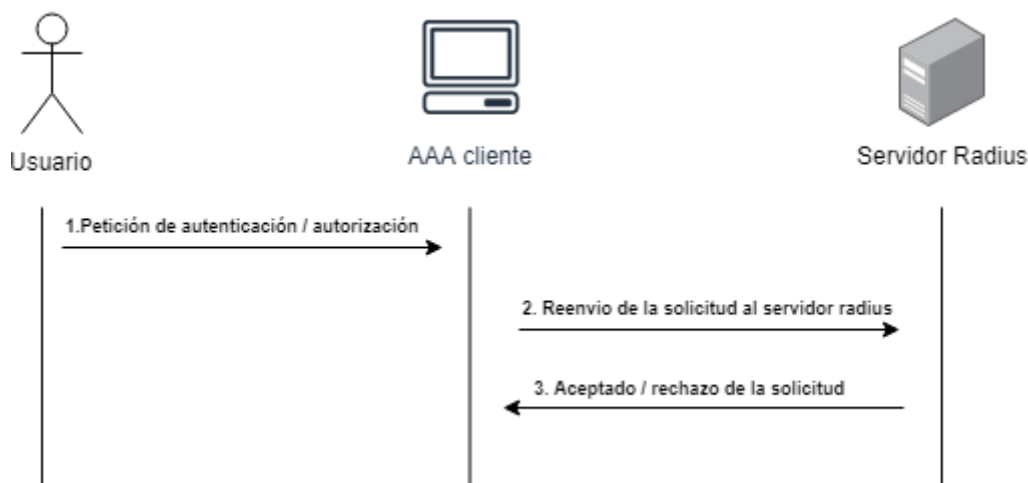 Usuario
AAA cliente
Servidor Radius
1.Petición de autenticación / autorización
2. Reenvio de la solicitud al servidor radius
3. Aceptado / rechazo de la solicitud